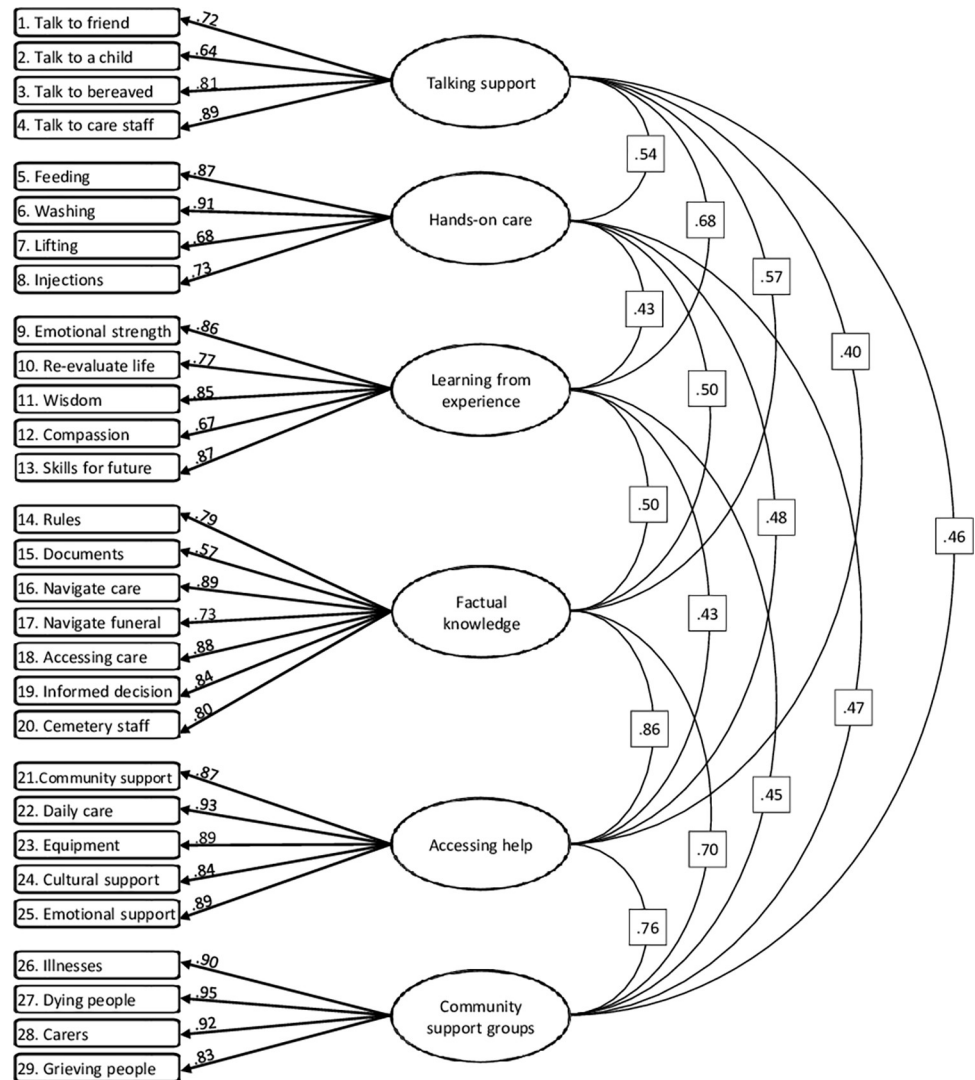 1. Talk to friend
.72
2. Talk to a child
.64
3. Talk to bereaved
.81
4. Talk to care staff
.89
Talking support
5. Feeding
.87
6. Washing
.91
7. Lifting
.68
8. Injections
.73
Hands-on care
9. Emotional strength
.86
10. Re-evaluate life
.77
11. Wisdom
.85
12. Compassion
.67
13. Skills for future
.87
Learning from
experience
14. Rules
.79
15. Documents
.57
16. Navigate care
.89
17. Navigate funeral
.73
18. Accessing care
.88
19. Informed decision
.84
20. Cemetery staff
.80
Factual
knowledge
21.Community support
.87
22. Daily care
.93
23. Equipment
.89
24. Cultural support
.84
25. Emotional support
.89
Accessing help
26. Illnesses
.90
27. Dying people
.95
28. Carers
.92
29. Grieving people
.83
Community
support groups
.54
.68
.57
.43
.40
.50
.50
.48
.46
.43
.47
.86
.45
.70
.76